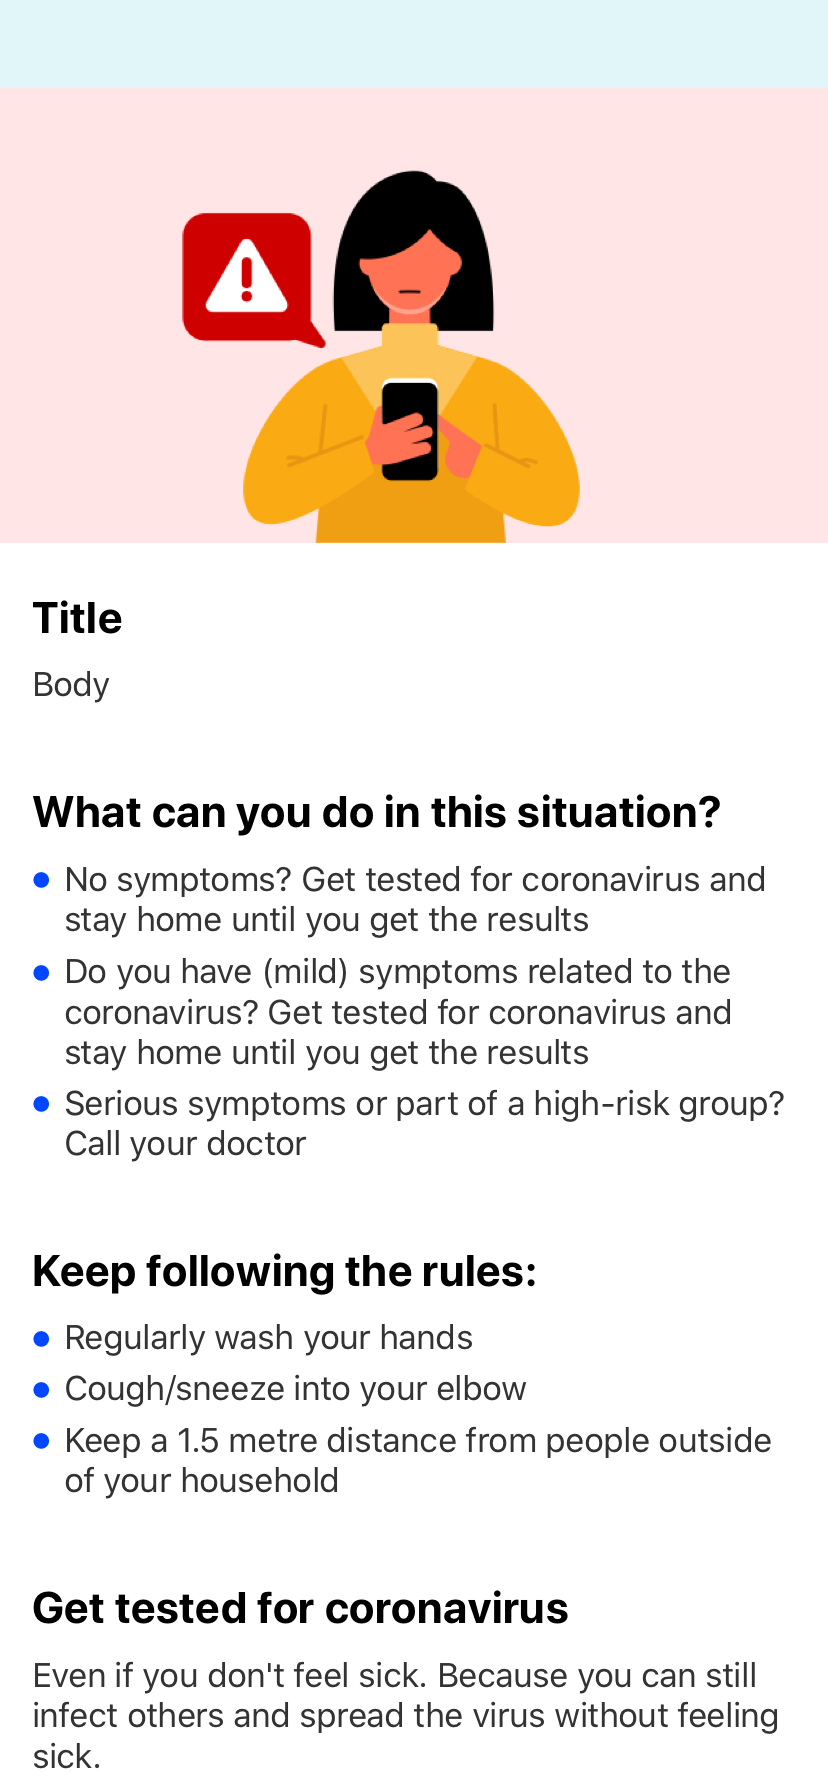 Title
Body
What can you do in this situation?
No symptoms? Get tested for coronavirus and
stay home until you get the results
Do you have (mild) symptoms related to the
coronavirus? Get tested for coronavirus and
stay home until you get the results
Serious symptoms or part of a high-risk group?
Call your doctor
Keep following the rules:
Regularly wash your hands
Cough/sneeze into your elbow
Keep a 1.5 metre distance from people outside
of your household
Get tested for coronavirus
Even if you don't feel sick. Because you can still
infect others and spread the virus without feeling
sick.